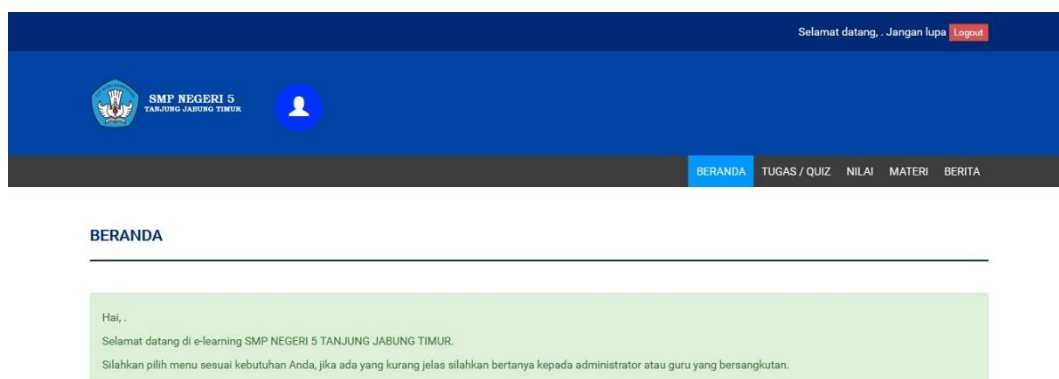 Selamat datang, . Jangan lupa Logout
SMP NEGERI 5
TANJUNG JABUNG TIMUR
BERANDA TUGAS / QUIZ NILAI MATERI BERITA
BERANDA
Hai, .
Selamat datang di e-learning SMP NEGERI 5 TANJUNG JABUNG TIMUR.
Silahkan pilih menu sesuai kebutuhan Anda, jika ada yang kurang jelas silahkan bertanya kepada administrator atau guru yang bersangkutan.